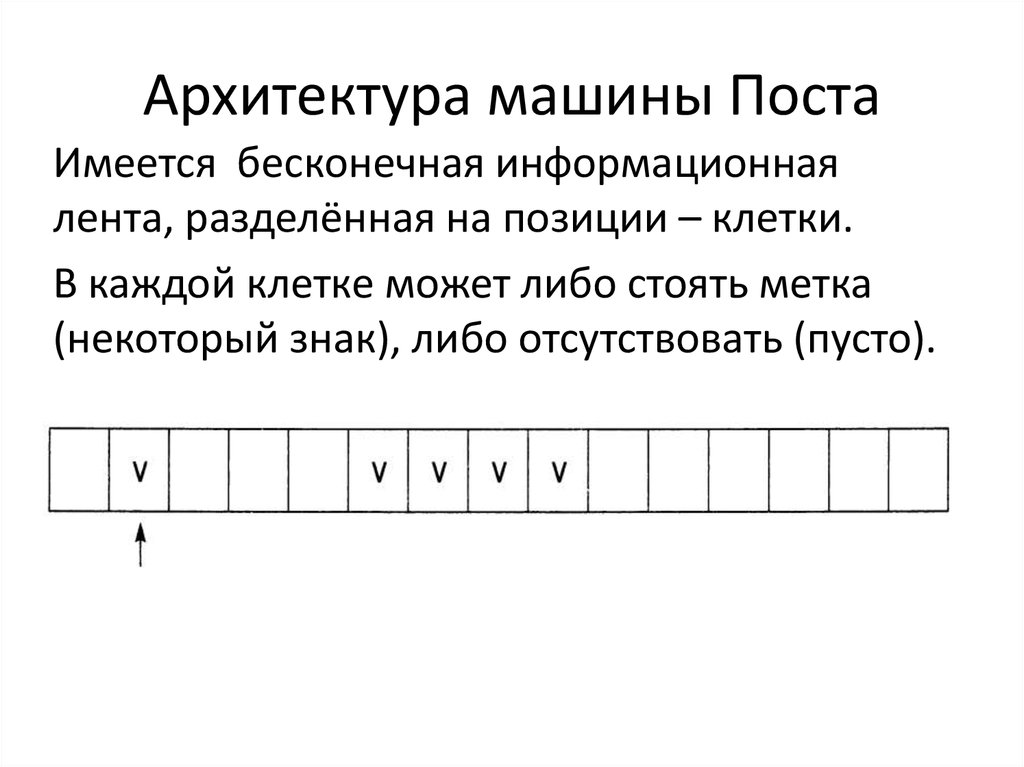 Архитектура машины Поста
Имеется  бесконечная информационная
лента, разделённая на позиции – клетки.
В каждой клетке может либо стоять метка
(некоторый знак), либо отсутствовать (пусто).
V V V V V